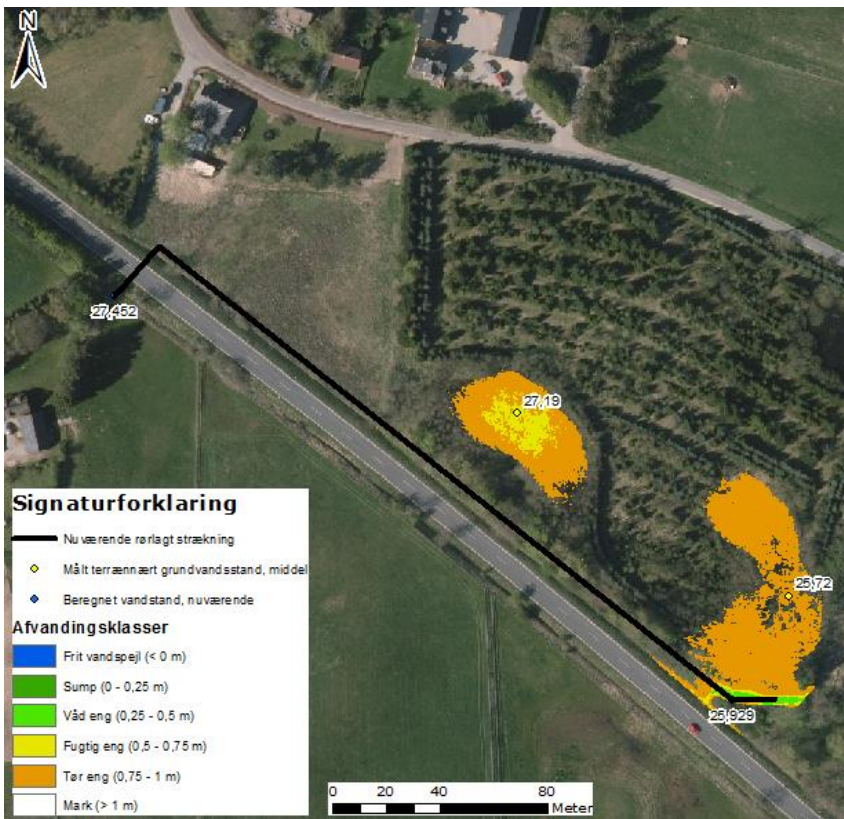 N
27,452
27,19
25,72
25,929
Signaturforklaring
Nuværende rørlagt strækning
Målt terrænnært grundvandsstand, middel
Beregnet vandstand, nuværende
Afvandingsklasser
Frit vandspejl (< 0 m)
Sump (0 - 0,25 m)
Våd eng (0,25 - 0,5 m)
Fugtig eng (0,5 - 0,75 m)
Tør eng (0,75 - 1 m)
Mark (> 1 m)
0 20 40 80
Meter